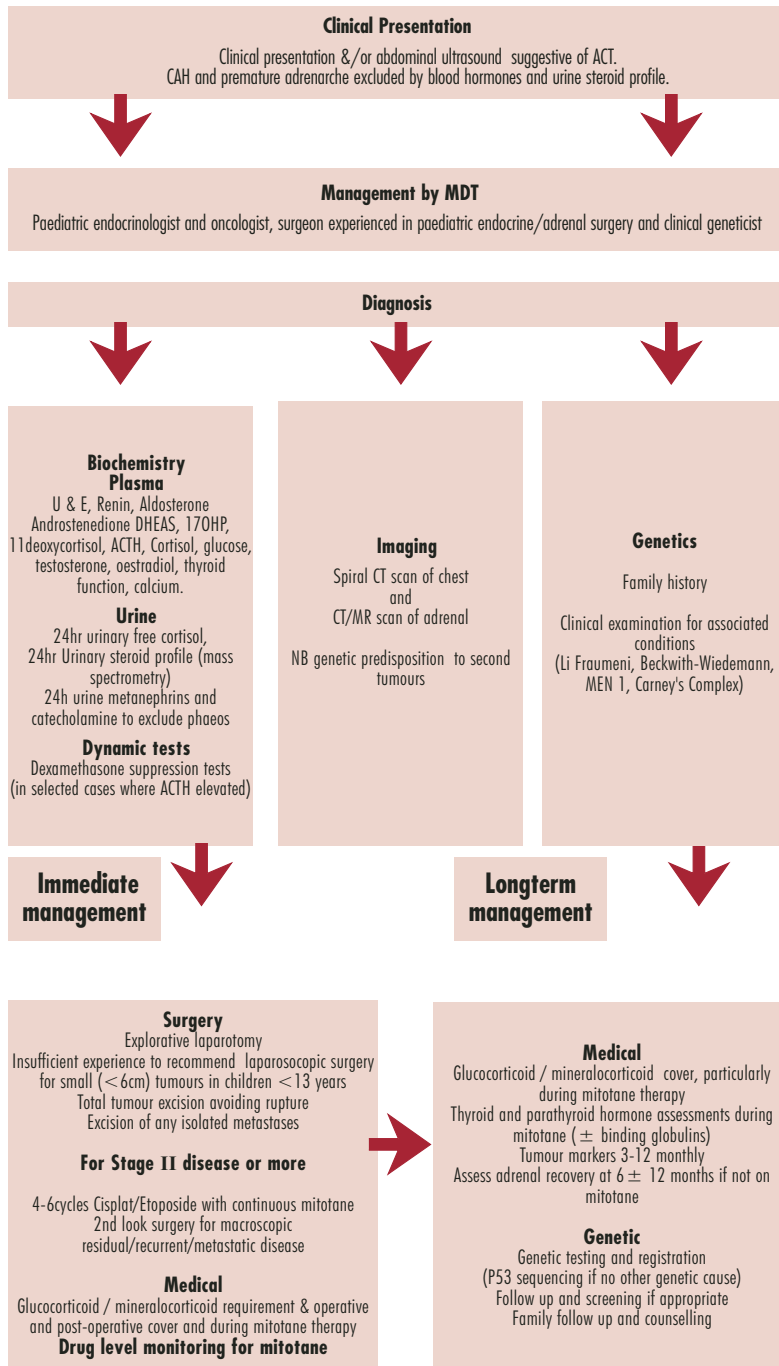 Clinical Presentation
Clinical presentation &/or abdominal ultrasound suggestive of ACT.
CAH and premature adrenarche excluded by blood hormones and urine steroid profile.
Management by MDT
Paediatric endocrinologist and oncologist, surgeon experienced in paediatric endocrine/adrenal surgery and clinical geneticist
Diagnosis
Biochemistry
Plasma
U & E, Renin, Aldosterone
Androstenedione DHEAS, 17OHP,
11deoxycortisol, ACTH, Cortisol, glucose,
testosterone, oestradiol, thyroid
function, calcium.
Urine
24hr urinary free cortisol,
24hr Urinary steroid profile (mass
spectrometry)
24h urine metanephrins and
catecholamine to exclude phaeos
Dynamic tests
Dexamethasone suppression tests
(in selected cases where ACTH elevated)
Imaging
Spiral CT scan of chest
and
CT/MR scan of adrenal
NB genetic predisposition to second
tumours
Genetics
Family history
Clinical examination for associated
conditions
(Li Fraumeni, Beckwith-Wiedemann,
MEN 1, Carney's Complex)
Immediate
management
Longterm
management
Surgery
Explorative laparotomy
Insufficient experience to recommend laparosocopic surgery
for small (<6cm) tumours in children <13 years
Total tumour excision avoiding rupture
Excision of any isolated metastases
For Stage II disease or more
4-6cycles Cisplat/Etoposide with continuous mitotane
2nd look surgery for macroscopic
residual/recurrent/metastatic disease
Medical
Glucocorticoid / mineralocorticoid requirement & operative
and post-operative cover and during mitotane therapy
Drug level monitoring for mitotane
Medical
Glucocorticoid / mineralocorticoid cover, particularly
during mitotane therapy
Thyroid and parathyroid hormone assessments during
mitotane (± binding globulins)
Tumour markers 3-12 monthly
Assess adrenal recovery at 6 ± 12 months if not on
mitotane
Genetic
Genetic testing and registration
(P53 sequencing if no other genetic cause)
Follow up and screening if appropriate
Family follow up and counselling